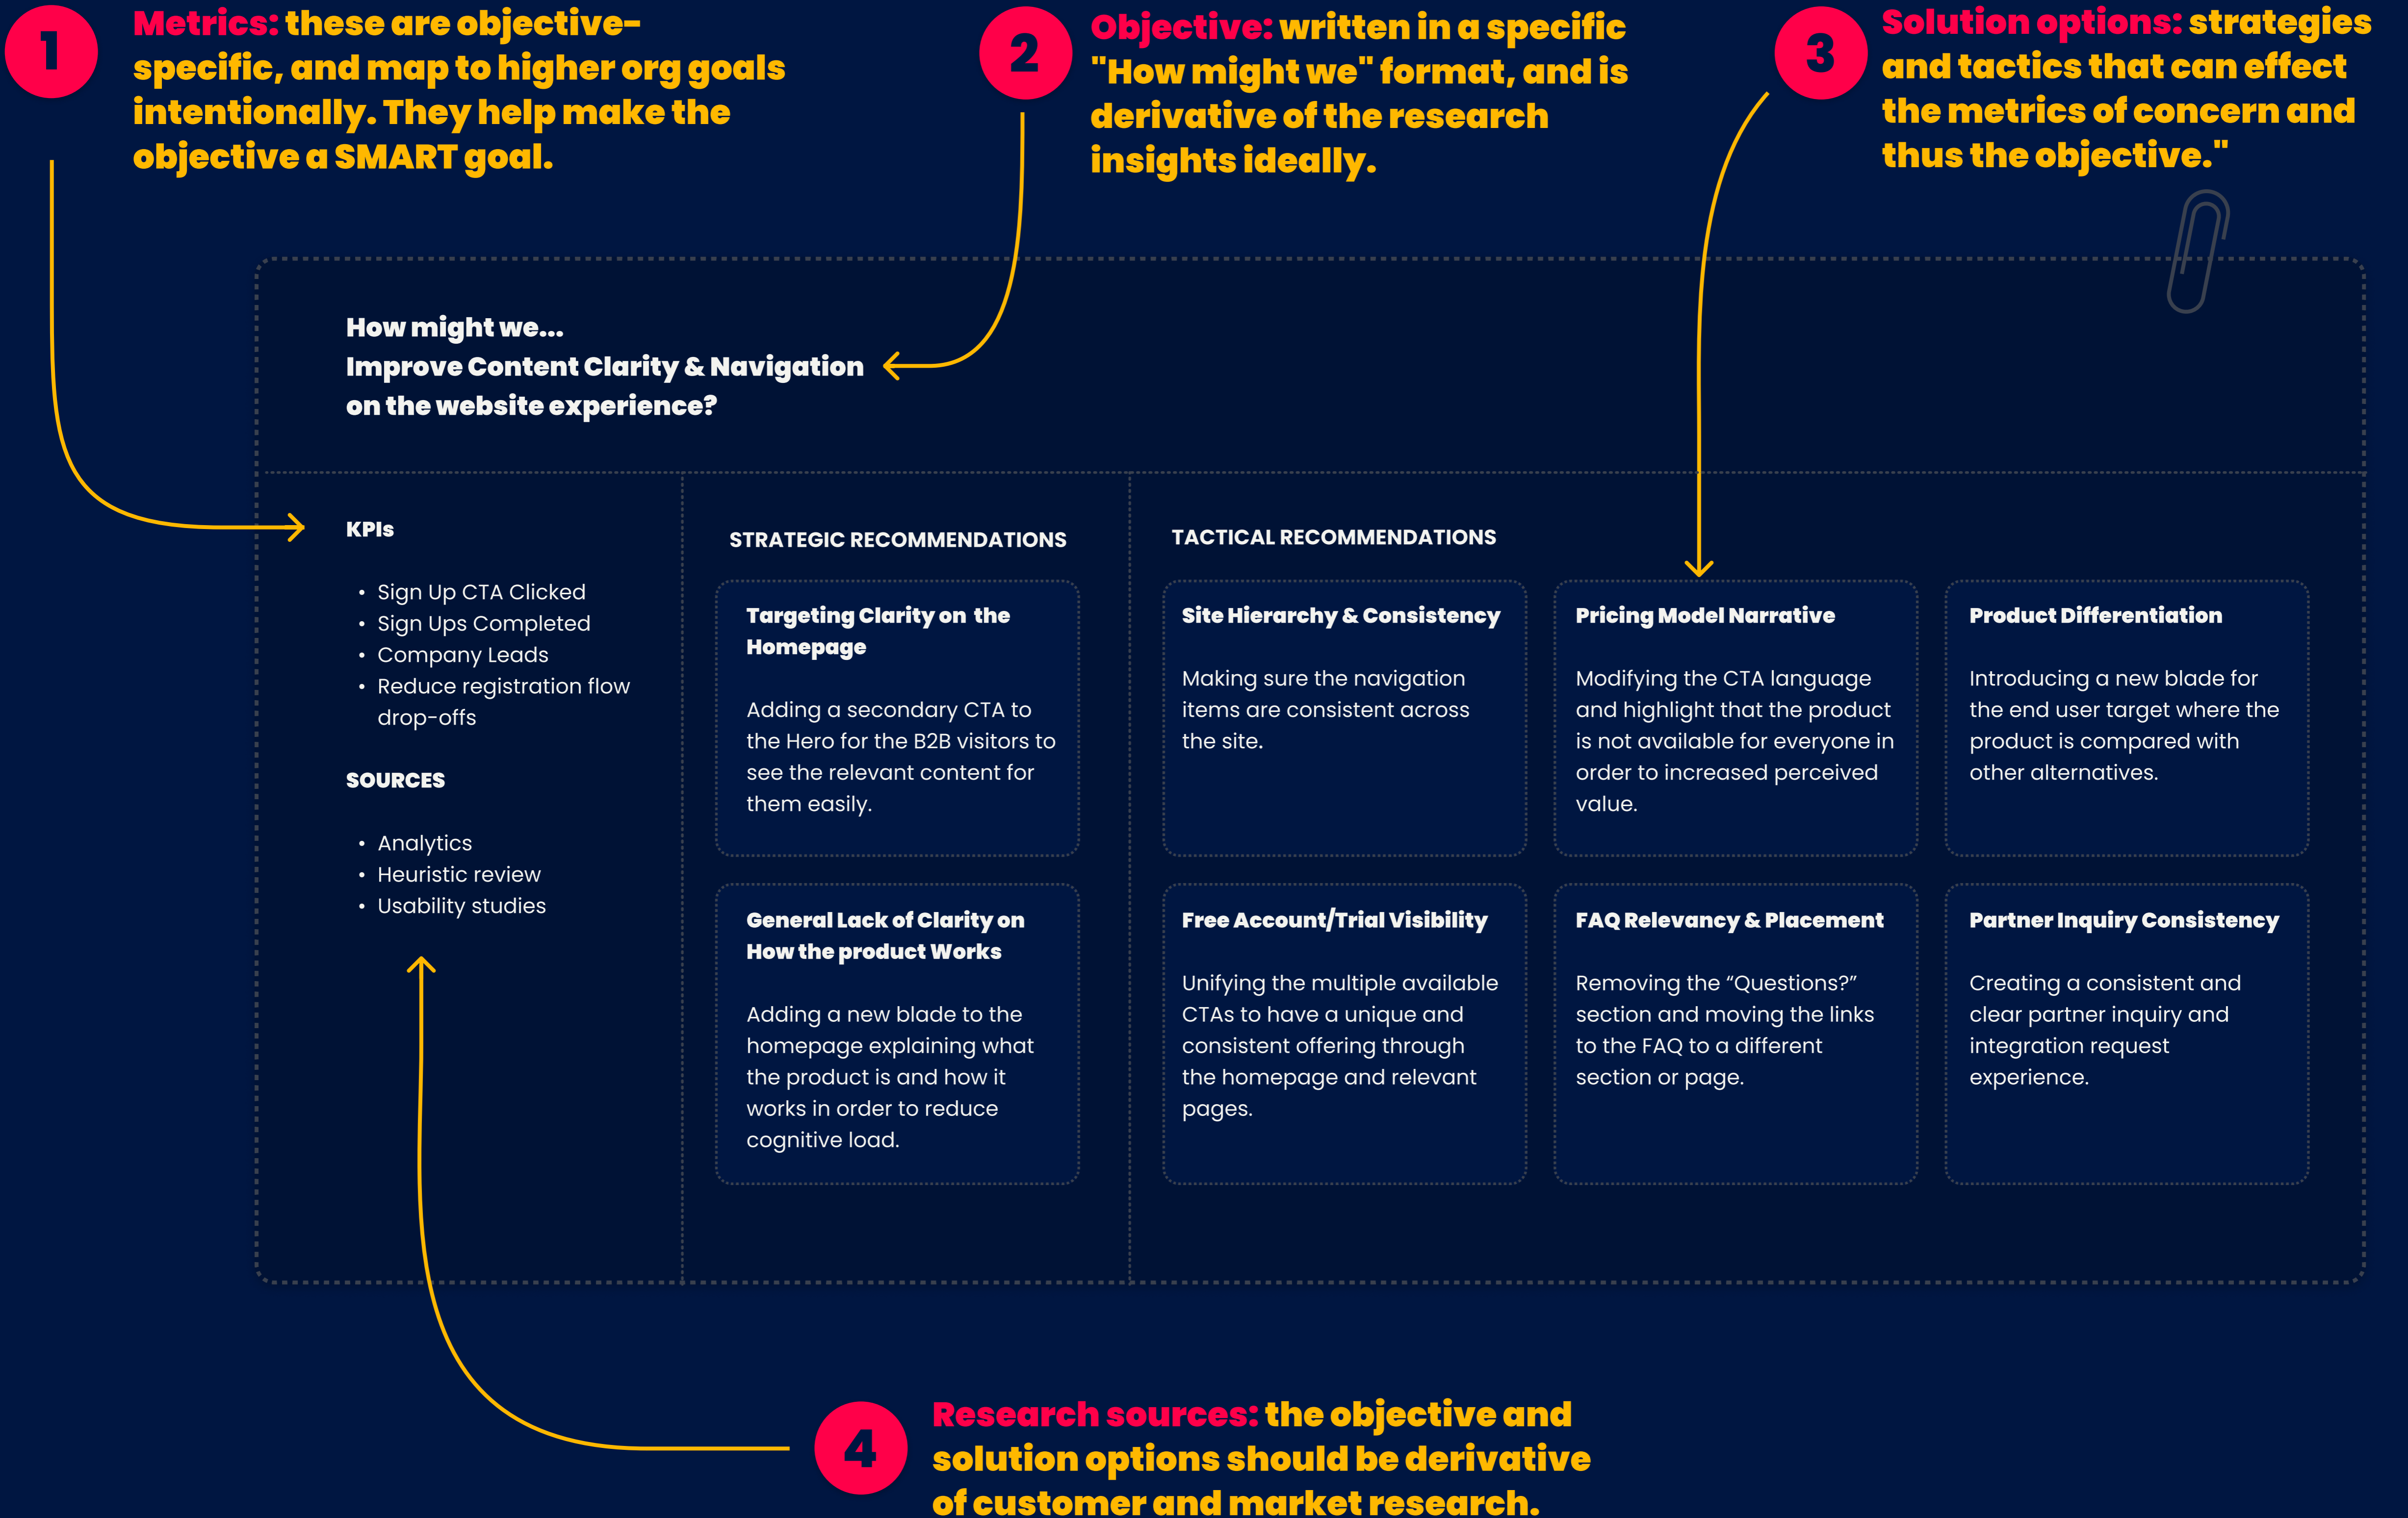 1
Metrics: these are objective-
specific, and map to higher org goals
intentionally. They help make the
objective a SMART goal.
2
Objective: written in a specific
"How might we" format, and is
derivative of the research
insights ideally.
3
Solution options: strategies
and tactics that can effect
the metrics of concern and
thus the objective."
How might we...
Improve Content Clarity & Navigation
on the website experience?
KPIs
• Sign Up CTA Clicked
• Sign Ups Completed
• Company Leads
• Reduce registration flow
drop-offs
SOURCES
• Analytics
• Heuristic review
• Usability studies
STRATEGIC RECOMMENDATIONS
Targeting Clarity on the
Homepage
Adding a secondary CTA to
the Hero for the B2B visitors to
see the relevant content for
them easily.
General Lack of Clarity on
How the product Works
Adding a new blade to the
homepage explaining what
the product is and how it
works in order to reduce
cognitive load.
TACTICAL RECOMMENDATIONS
Site Hierarchy & Consistency
Making sure the navigation
items are consistent across
the site.
Pricing Model Narrative
Modifying the CTA language
and highlight that the product
is not available for everyone in
order to increased perceived
value.
Product Differentiation
Introducing a new blade for
the end user target where the
product is compared with
other alternatives.
Free Account/Trial Visibility
Unifying the multiple available
CTAs to have a unique and
consistent offering through
the homepage and relevant
pages.
FAQ Relevancy & Placement
Removing the “Questions?”
section and moving the links
to the FAQ to a different
section or page.
Partner Inquiry Consistency
Creating a consistent and
clear partner inquiry and
integration request
experience.
4
Research sources: the objective and
solution options should be derivative
of customer and market research.